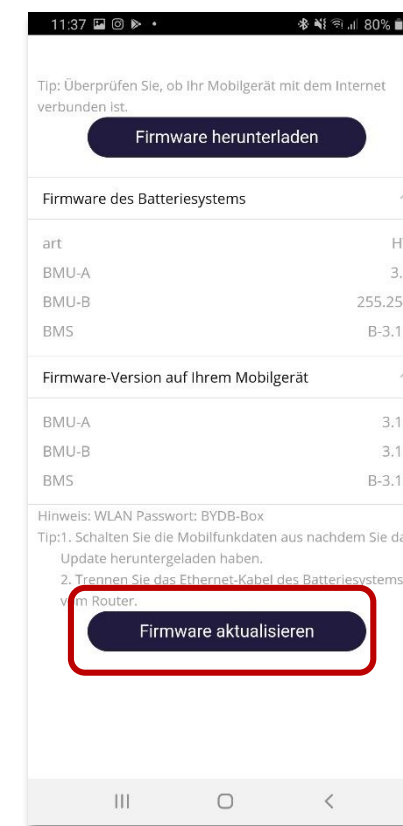 11:37 80%
Tip: Überprüfen Sie, ob Ihr Mobilgerät mit dem Internet
verbunden ist.
Firmware herunterladen
Firmware des Batteriesystems
art H
BMU-A 3.
BMU-B 255.25
BMS B-3.1
Firmware-Version auf Ihrem Mobilgerät
BMU-A 3.1
BMU-B 3.1
BMS B-3.1
Hinweis: WLAN Passwort: BYDB-Box
Tip:1. Schalten Sie die Mobilfunkdaten aus nachdem Sie da
Update heruntergeladen haben.
2. Trennen Sie das Ethernet-Kabel des Batteriesystems
vom Router.
Firmware aktualisieren